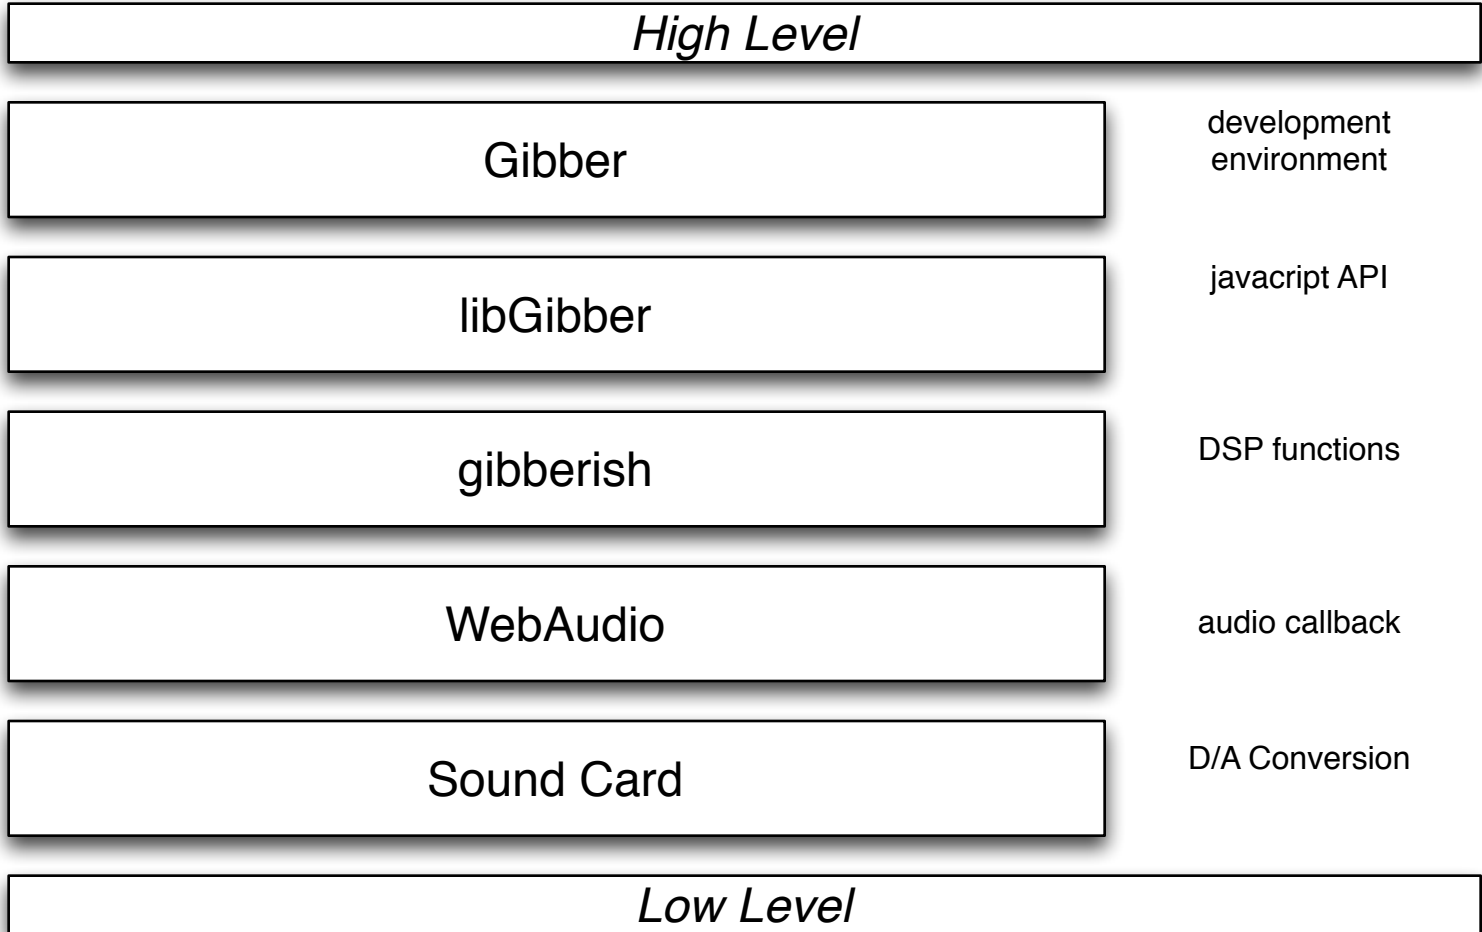 High Level
Gibber
development
environment
libGibber
javacript API
gibberish
DSP functions
WebAudio
audio callback
Sound Card
D/A Conversion
Low Level